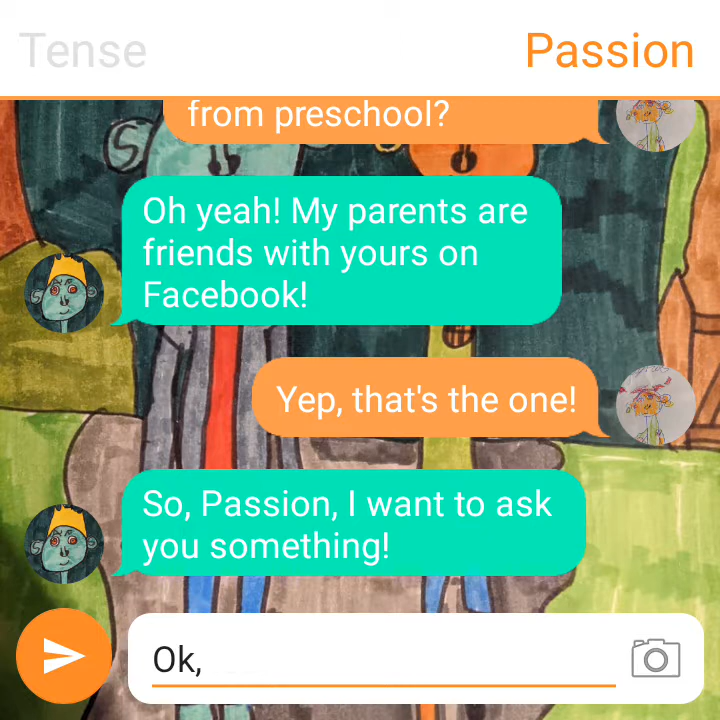 Tense
Passion
from preschool?
Oh yeah! My parents are
friends with yours on
Facebook!
Yep, that's the one!
So, Passion, I want to ask
you something!
Ok,